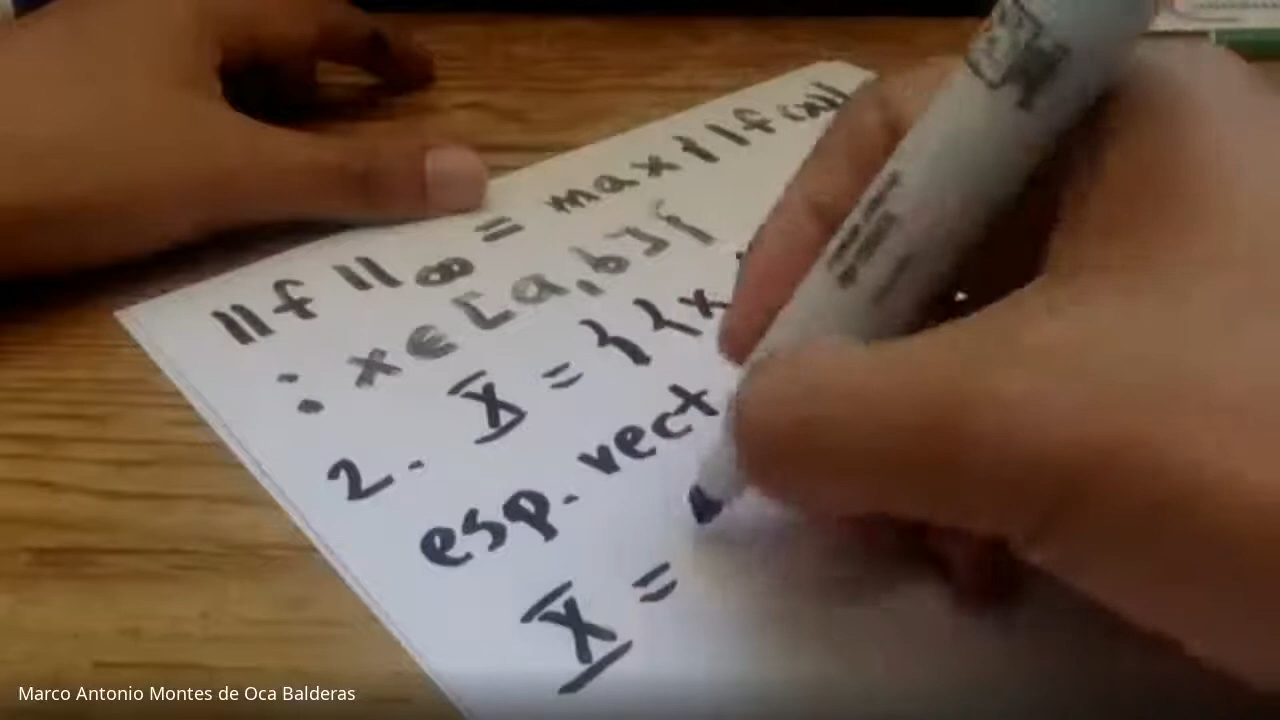 ||f||∞ = max{|f(x)|
: x ∈ [a,b]}
2. X = {{x
esp. vect
X =
Marco Antonio Montes de Oca Balderas